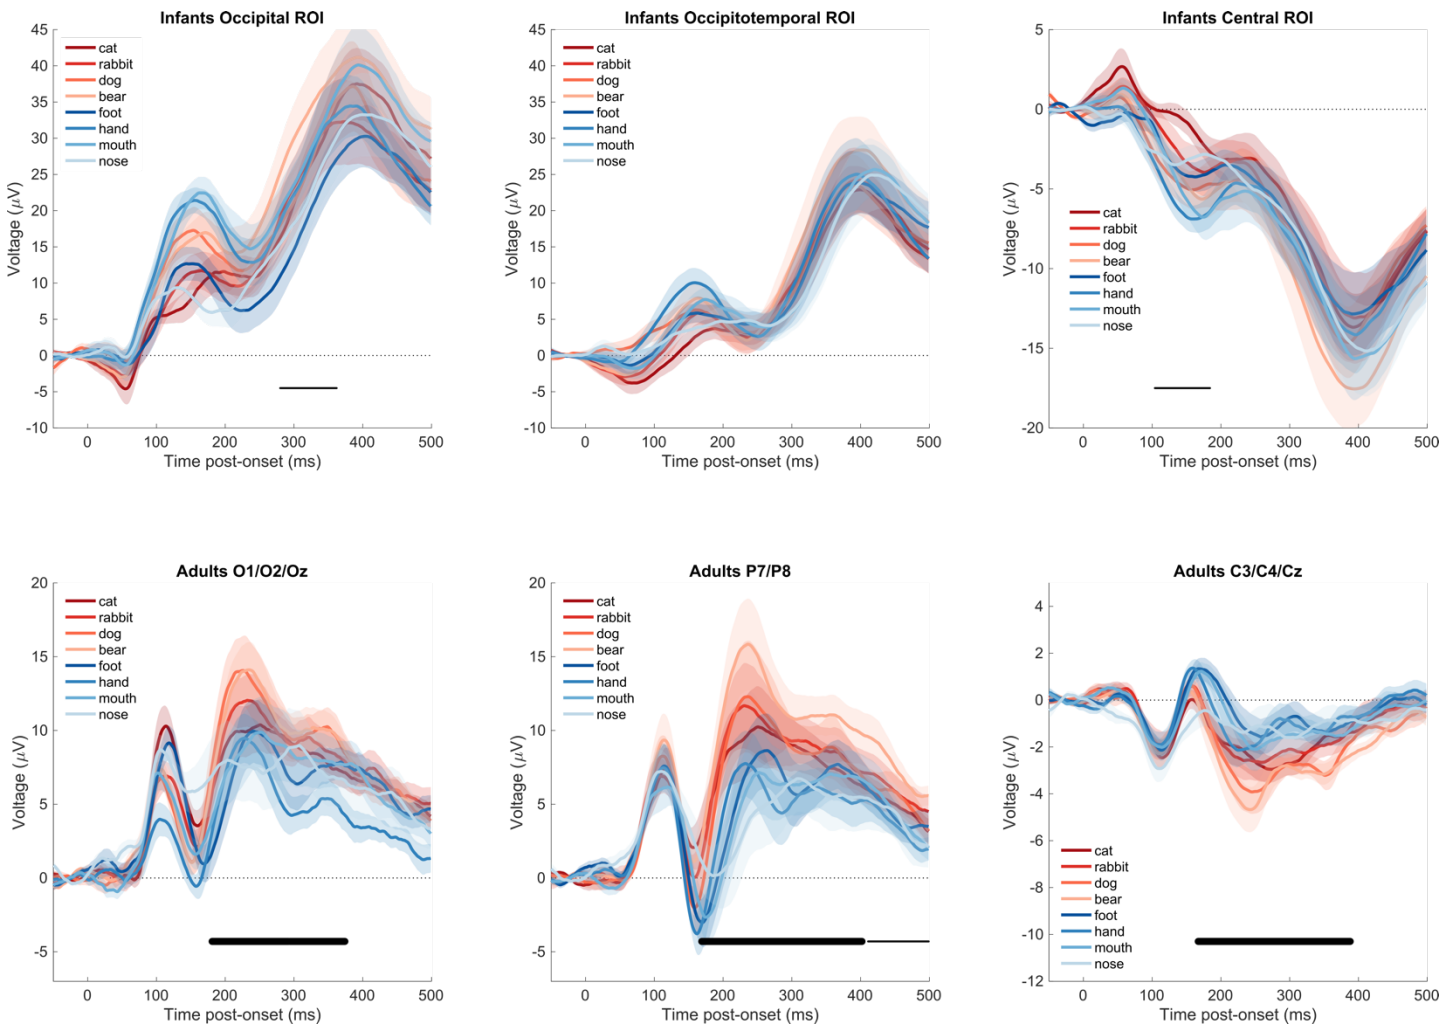 Infants Occipital ROI
45
40
35
30
25
20
15
10
5
0
-5
-10
Voltage (μV)
cat
rabbit
dog
bear
foot
hand
mouth
nose
0 100 200 300 400 500
Time post-onset (ms)
Infants Occipitotemporal ROI
45
40
35
30
25
20
15
10
5
0
-5
-10
Voltage (μV)
cat
rabbit
dog
bear
foot
hand
mouth
nose
0 100 200 300 400 500
Time post-onset (ms)
Infants Central ROI
5
0
-5
-10
-15
-20
Voltage (μV)
cat
rabbit
dog
bear
foot
hand
mouth
nose
0 100 200 300 400 500
Time post-onset (ms)
Adults O1/O2/Oz
20
15
10
5
0
-5
Voltage (μV)
cat
rabbit
dog
bear
foot
hand
mouth
nose
0 100 200 300 400 500
Time post-onset (ms)
Adults P7/P8
20
15
10
5
0
-5
Voltage (μV)
cat
rabbit
dog
bear
foot
hand
mouth
nose
0 100 200 300 400 500
Time post-onset (ms)
Adults C3/C4/Cz
4
2
0
-2
-4
-6
-8
-10
-12
Voltage (μV)
cat
rabbit
dog
bear
foot
hand
mouth
nose
0 100 200 300 400 500
Time post-onset (ms)